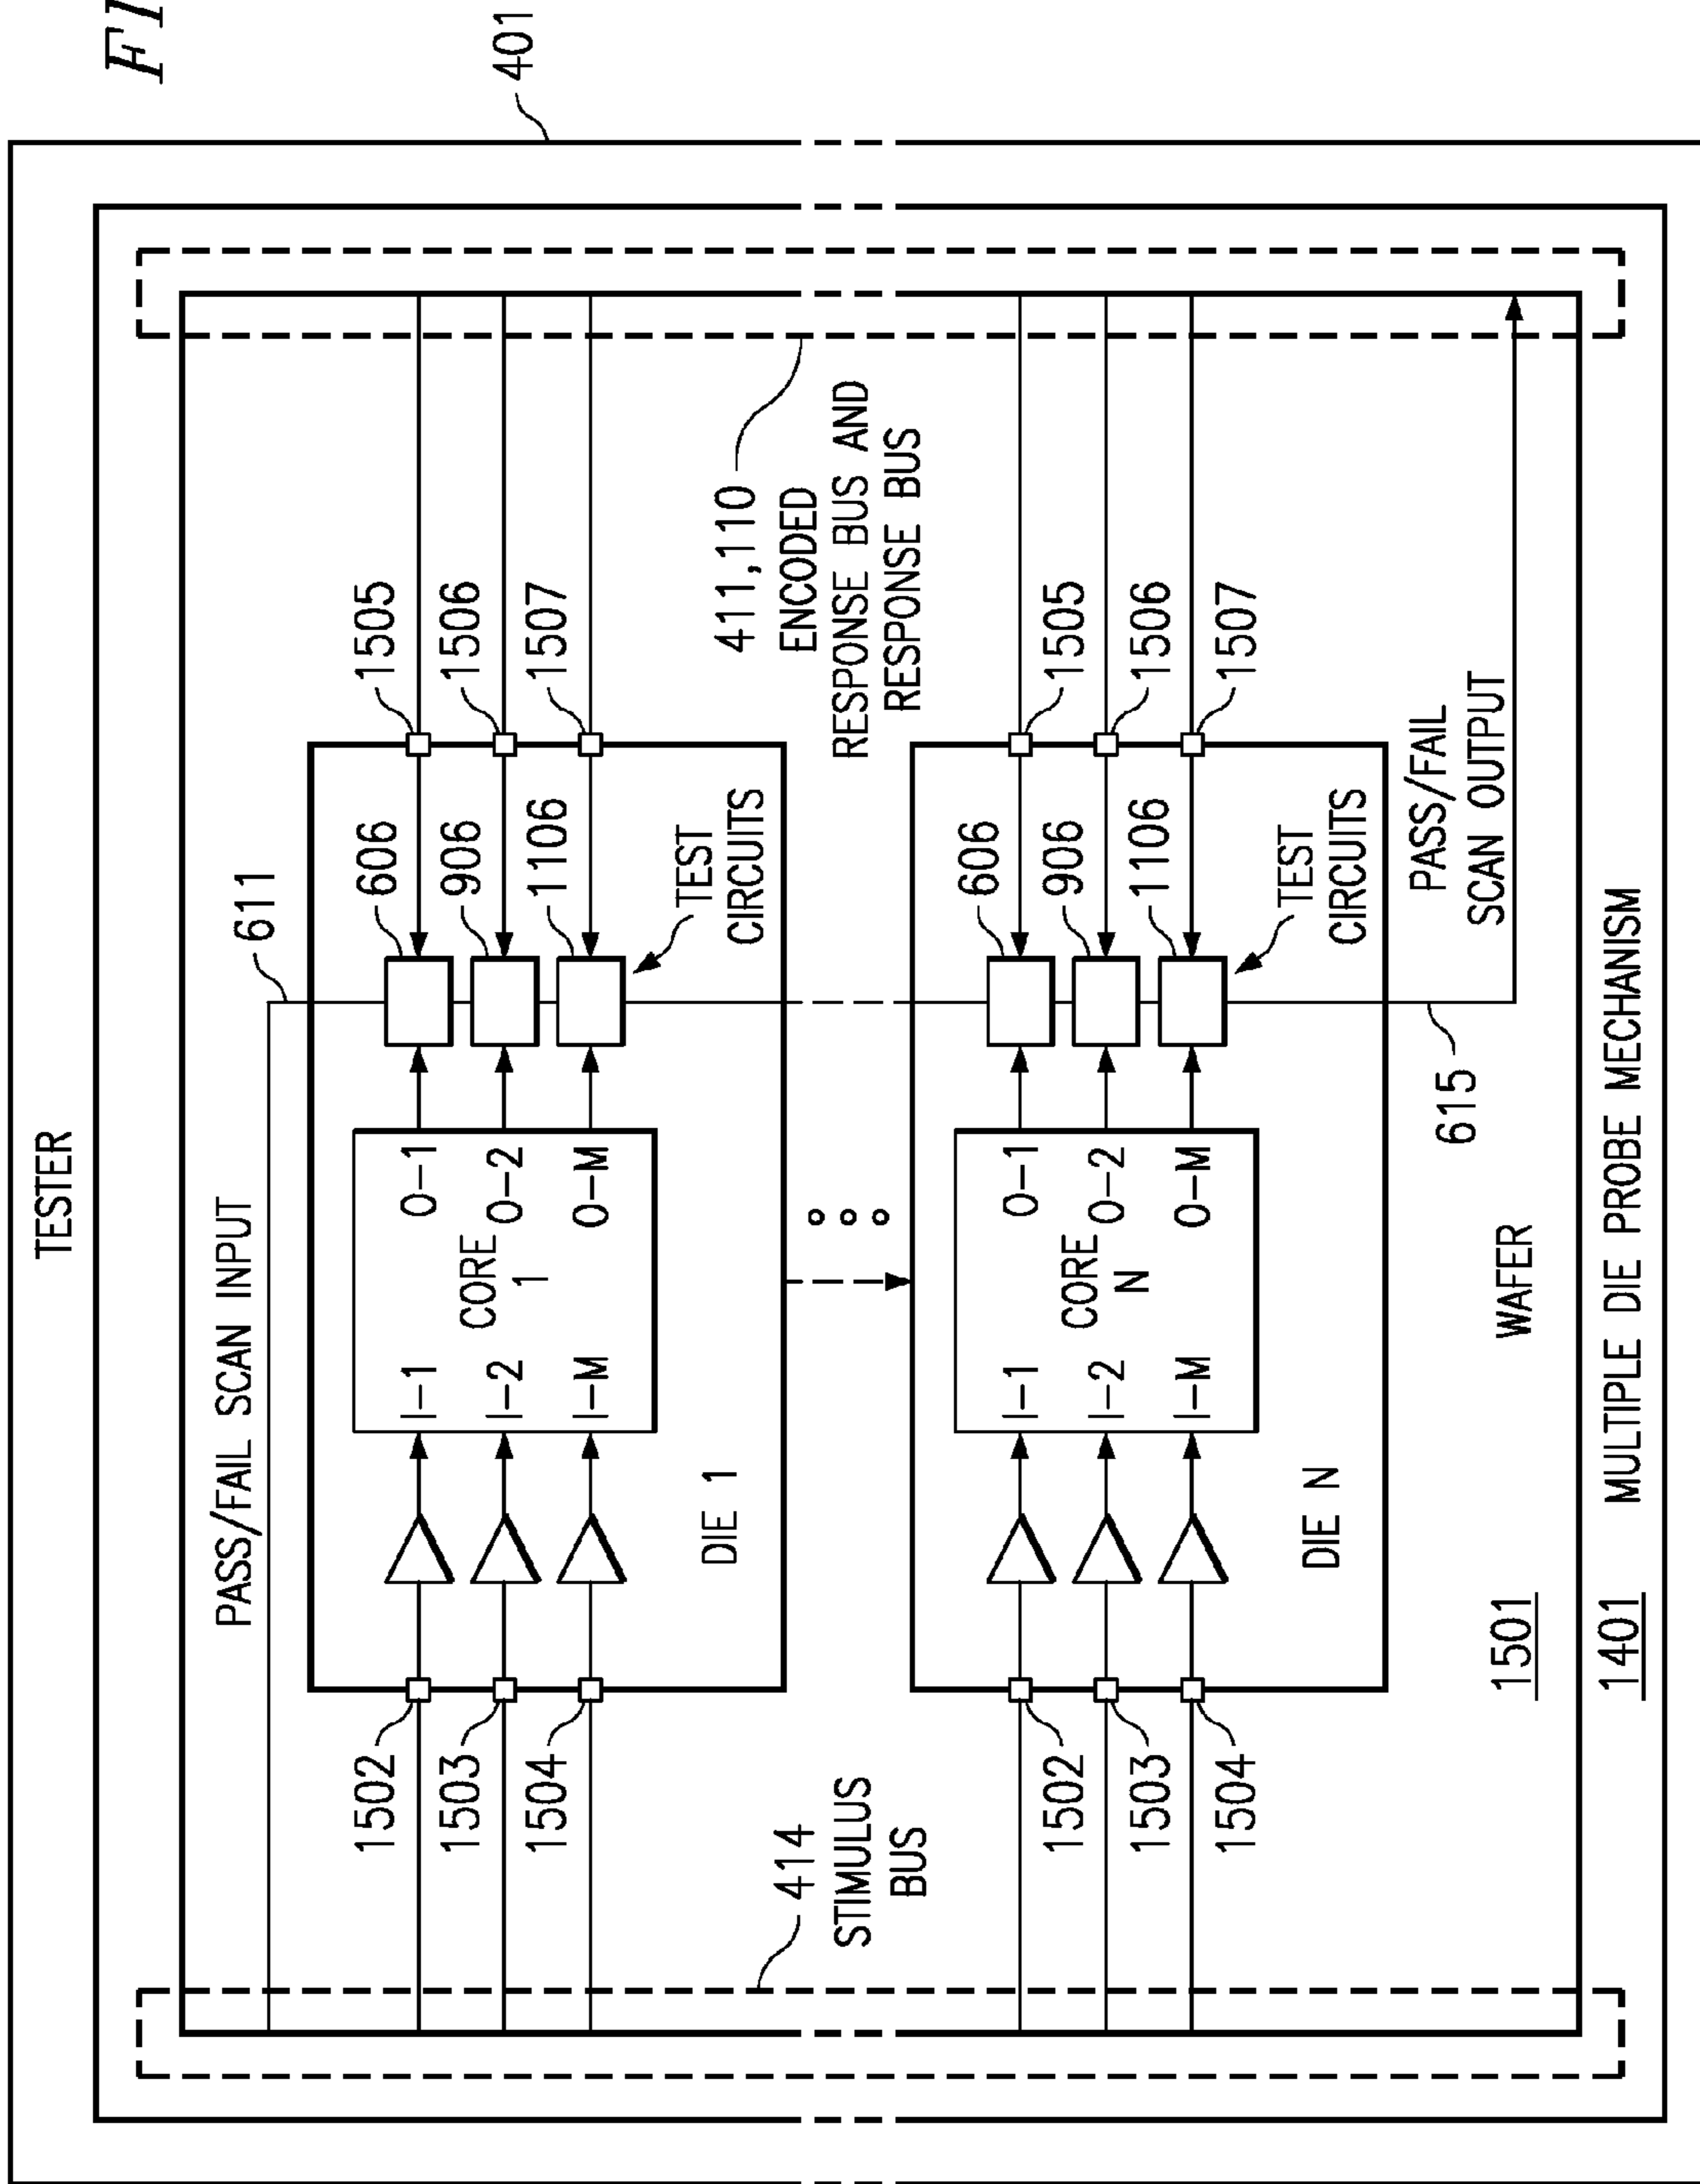 FI
TESTER
401
PASS/FAIL SCAN INPUT
611
1502
1503
1504
I-1
I-2
I-M
CORE
1
O-1
O-2
O-M
606
906
1106
TEST
CIRCUITS
1505
1506
1507
DIE 1
414
STIMULUS
BUS
411,110
ENCODED
RESPONSE BUS AND
RESPONSE BUS
1502
1503
1504
I-1
I-2
I-M
CORE
N
O-1
O-2
O-M
606
906
1106
TEST
CIRCUITS
1505
1506
1507
DIE N
615
PASS/FAIL
SCAN OUTPUT
1501
WAFER
1401
MULTIPLE DIE PROBE MECHANISM